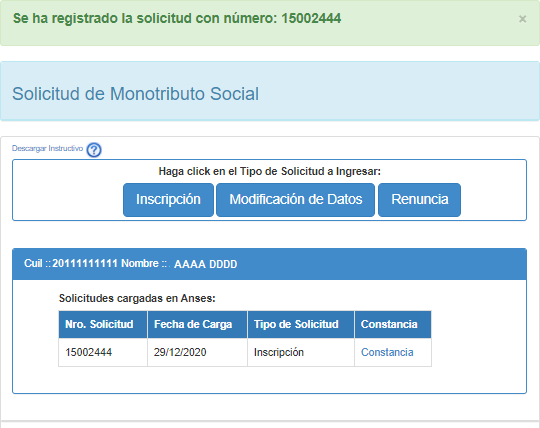 Se ha registrado la solicitud con número: 15002444 ×
Solicitud de Monotributo Social
Descargar Instructivo ?
Haga click en el Tipo de Solicitud a Ingresar:
Inscripción Modificación de Datos Renuncia
Cuil :: 20111111111 Nombre :: AAAA DDDD
Solicitudes cargadas en Anses:
Nro. Solicitud Fecha de Carga Tipo de Solicitud Constancia
15002444 29/12/2020 Inscripción Constancia